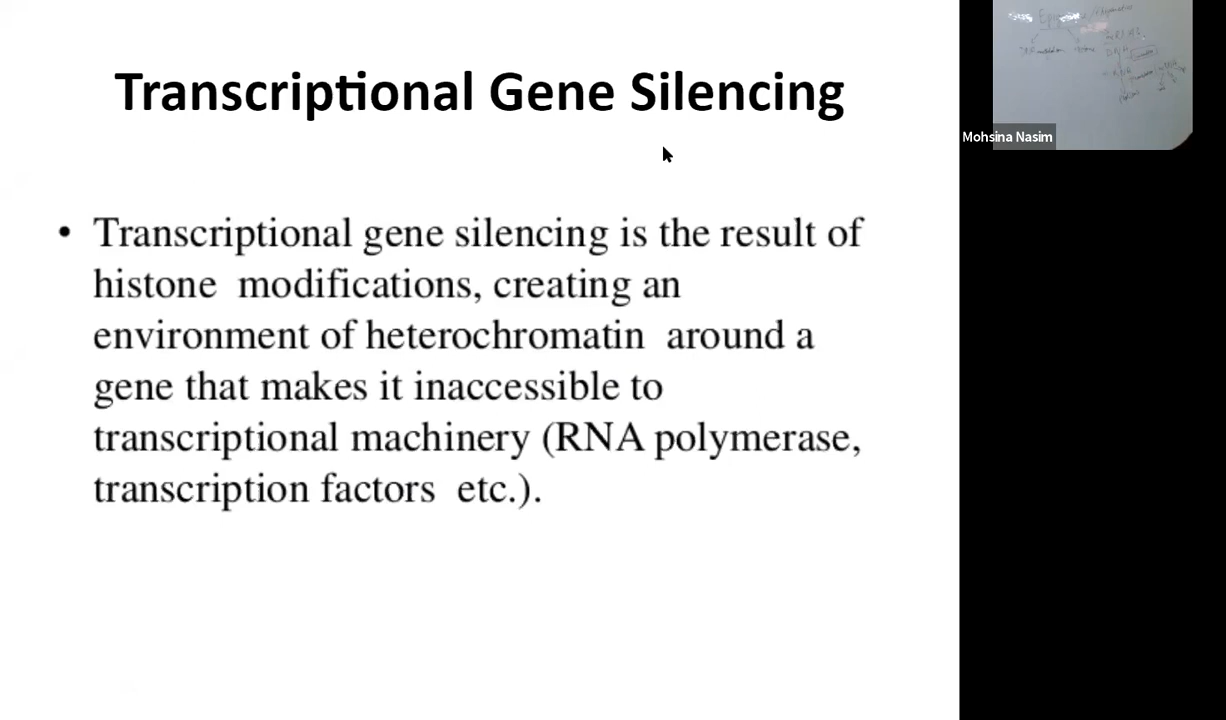 Transcriptional Gene Silencing
• Transcriptional gene silencing is the result of
histone modifications, creating an
environment of heterochromatin around a
gene that makes it inaccessible to
transcriptional machinery (RNA polymerase,
transcription factors etc.).
Mohsina Nasim